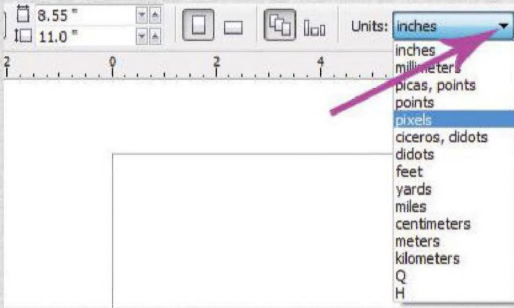 8.55 "
11.0 "
Units: inches
2 0 2 4
inches
millimeters
picas, points
points
pixels
ciceros, didots
didots
feet
yards
miles
centimeters
meters
kilometers
Q
H